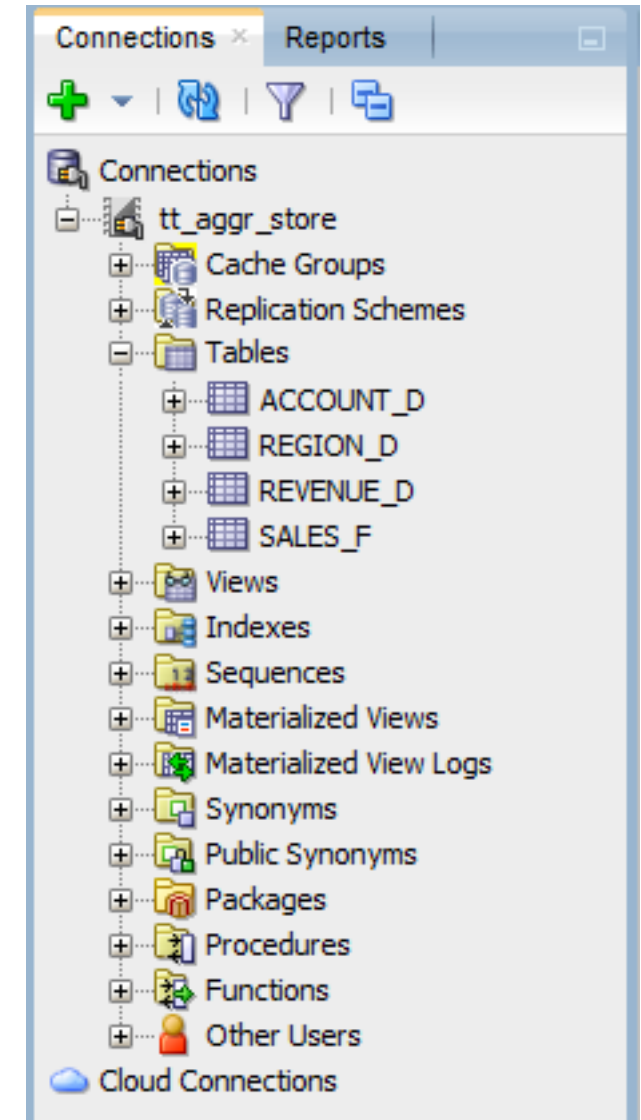 Connections Reports
Connections
tt_aggr_store
Cache Groups
Replication Schemes
Tables
ACCOUNT_D
REGION_D
REVENUE_D
SALES_F
Views
Indexes
Sequences
Materialized Views
Materialized View Logs
Synonyms
Public Synonyms
Packages
Procedures
Functions
Other Users
Cloud Connections